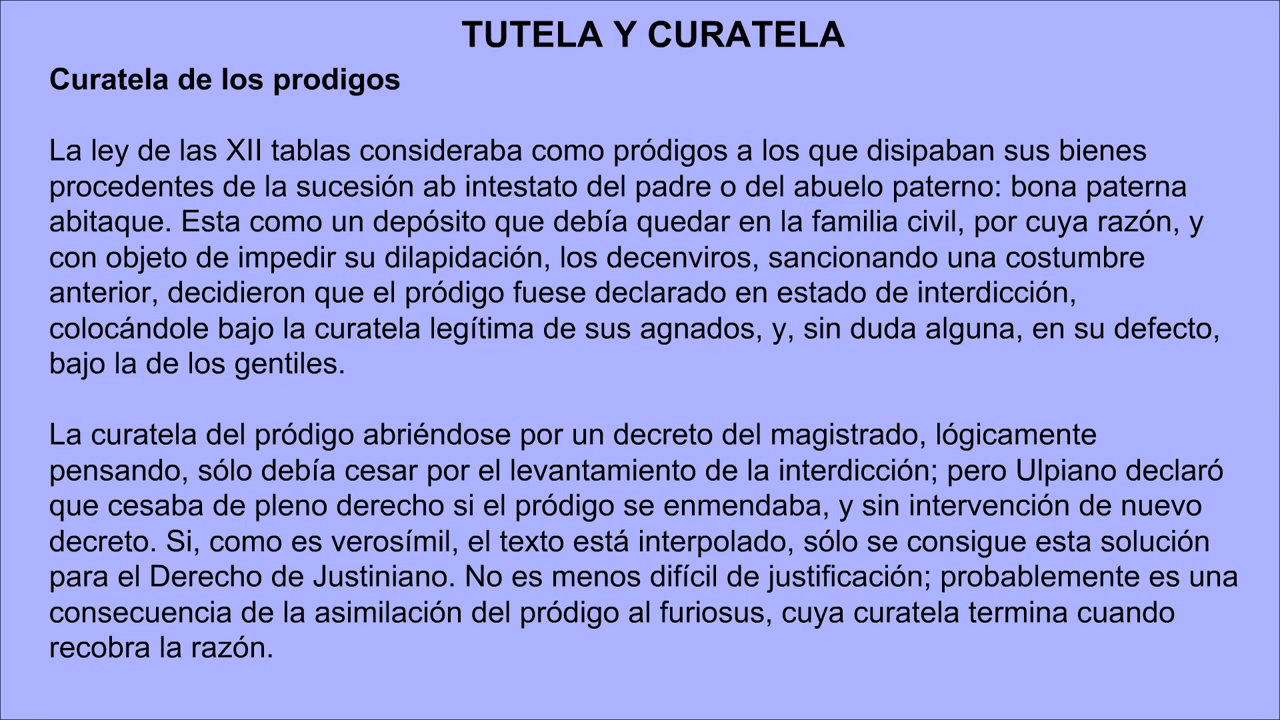 TUTELA Y CURATELA
Curatela de los prodigos
La ley de las XII tablas consideraba como pródigos a los que disipaban sus bienes
procedentes de la sucesión ab intestato del padre o del abuelo paterno: bona paterna
abitaque. Esta como un depósito que debía quedar en la familia civil, por cuya razón, y
con objeto de impedir su dilapidación, los decenviros, sancionando una costumbre
anterior, decidieron que el pródigo fuese declarado en estado de interdicción,
colocándole bajo la curatela legítima de sus agnados, y, sin duda alguna, en su defecto,
bajo la de los gentiles.
La curatela del pródigo abriéndose por un decreto del magistrado, lógicamente
pensando, sólo debía cesar por el levantamiento de la interdicción; pero Ulpiano declaró
que cesaba de pleno derecho si el pródigo se enmendaba, y sin intervención de nuevo
decreto. Si, como es verosímil, el texto está interpolado, sólo se consigue esta solución
para el Derecho de Justiniano. No es menos difícil de justificación; probablemente es una
consecuencia de la asimilación del pródigo al furiosus, cuya curatela termina cuando
recobra la razón.